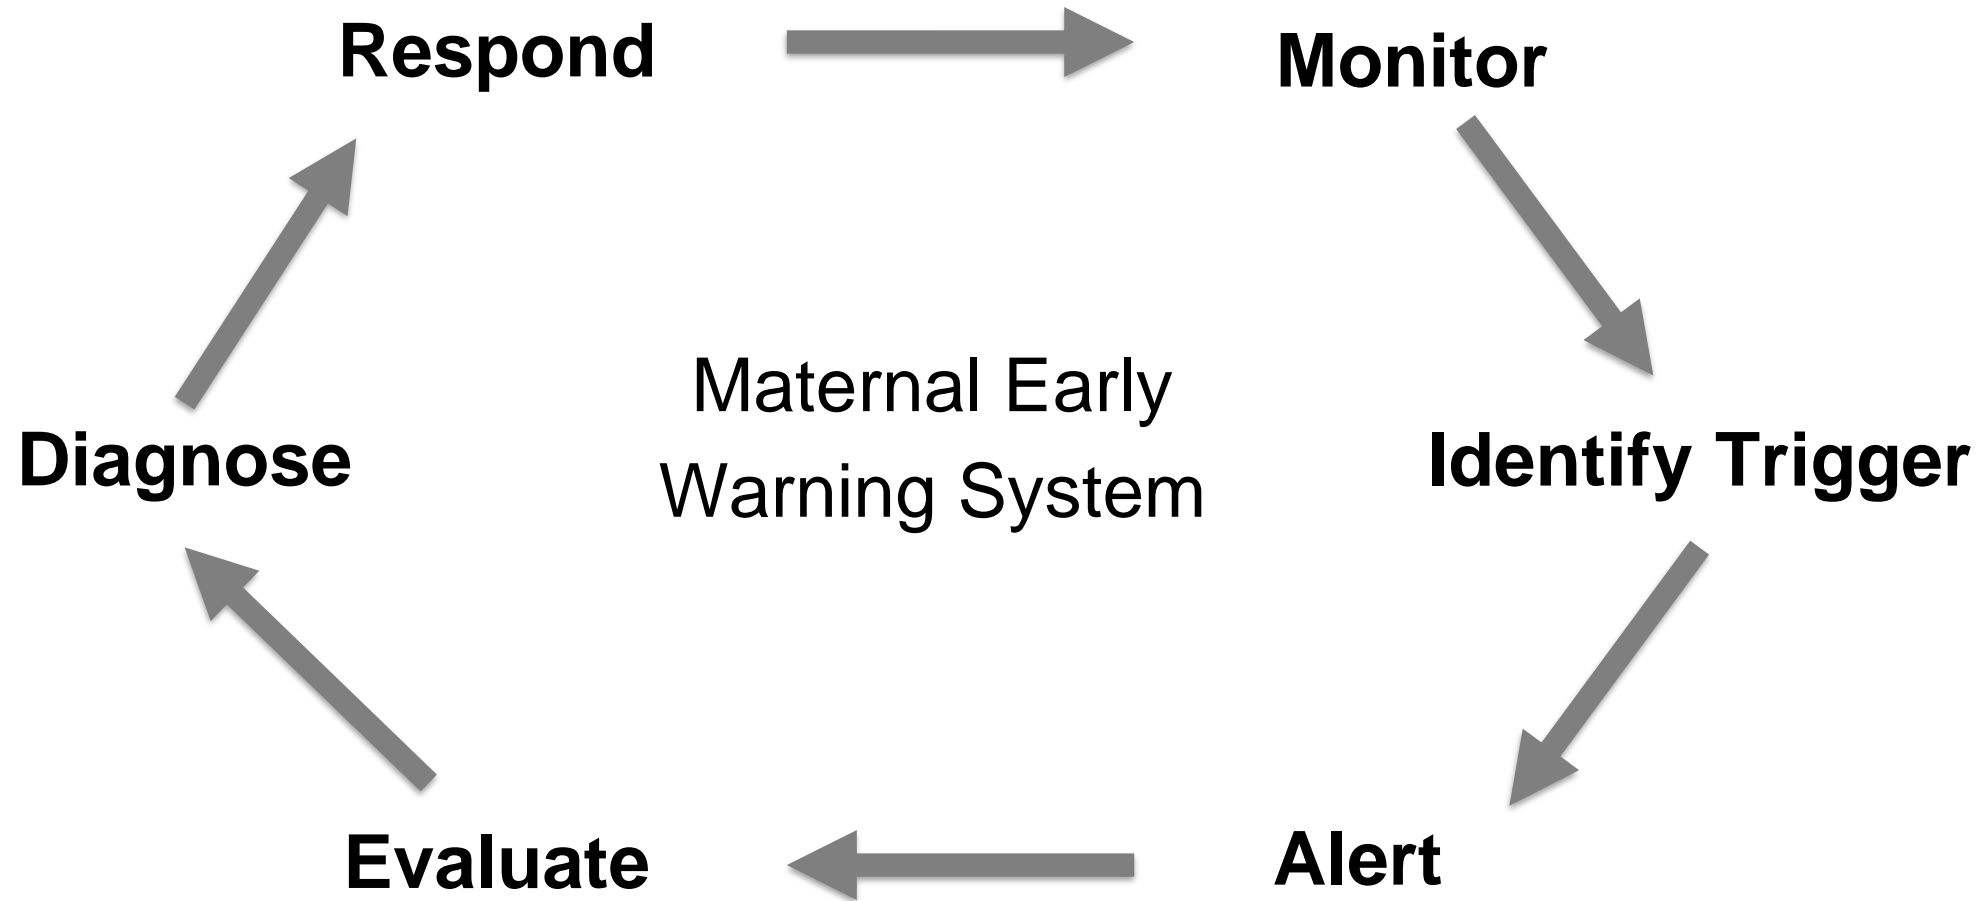 Respond
Monitor
Maternal Early
Warning System
Diagnose
Identify Trigger
Evaluate
Alert